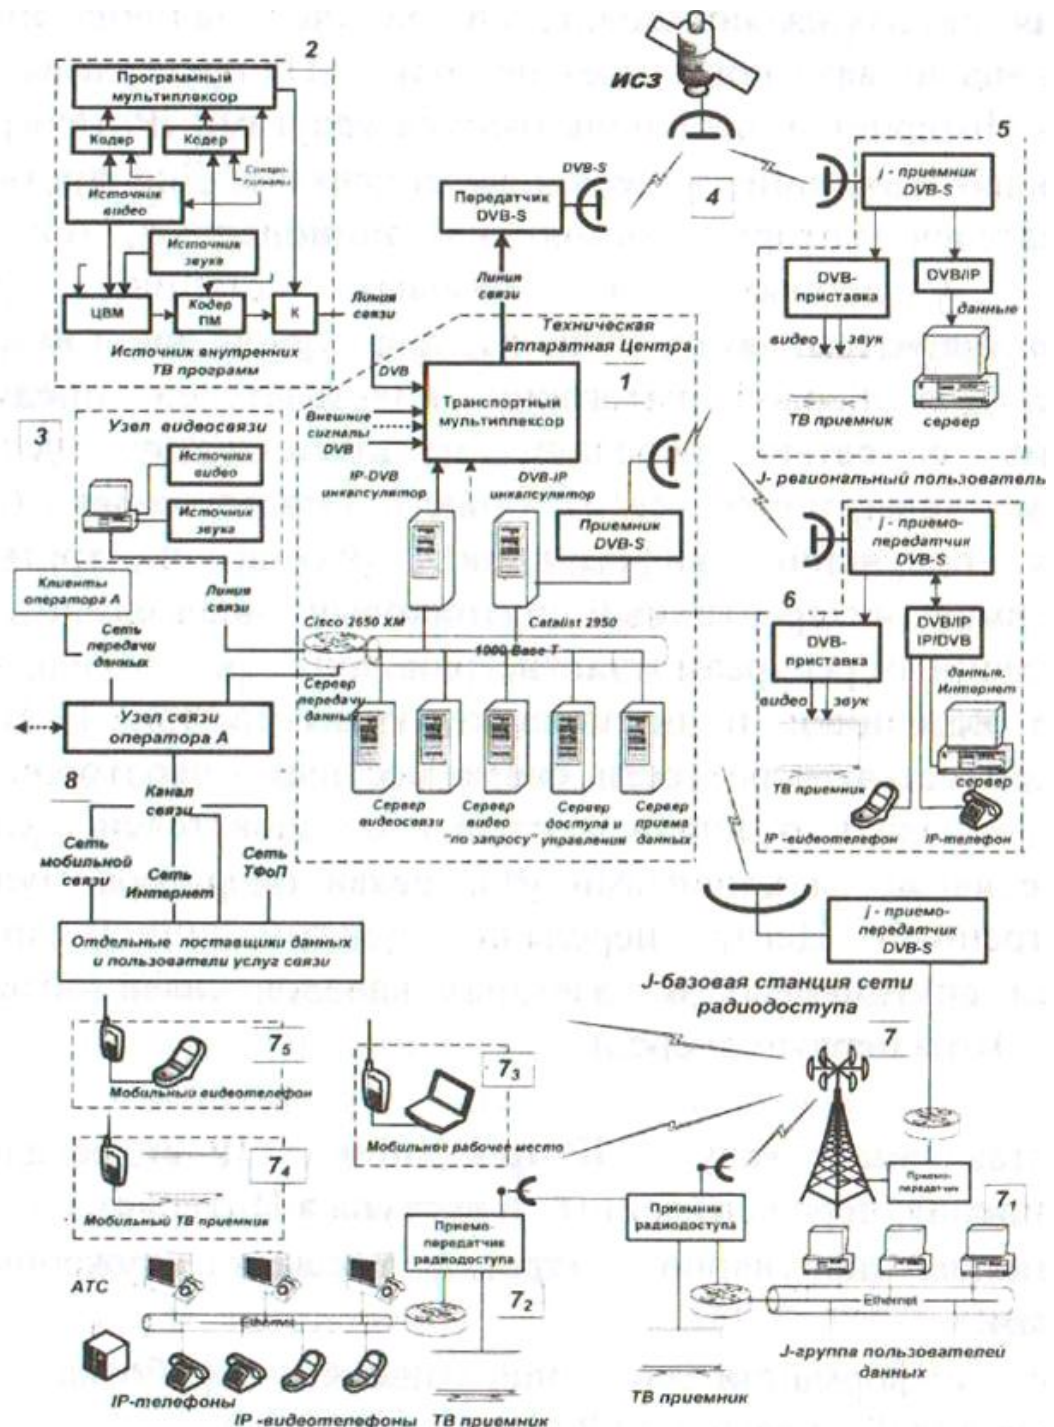 2
Программный
мультиплексор
Кодер
Кодер
Синхро-
сигналы
Источник
видео
Источник
звука
ЦВМ
Кодер
ПМ
К
Линия
связи
Источник внутренних
ТВ программ
ИСЗ
DVB-S
Передатчик
DVB-S
4
Линия
связи
5
j - приемник
DVB-S
DVB-
приставка
DVB/IP
данные
видео
звук
ТВ приемник
сервер
J- региональный пользователь
Техническая
аппаратная Центра
1
DVB
Транспортный
мультиплексор
Внешние
сигналы
DVB
IP-DVB
инкапсулятор
DVB-IP
инкапсулятор
Приемник
DVB-S
3
Узел видеосвязи
Источник
видео
Источник
звука
Клиенты
оператора А
Линия
связи
Сеть
передачи
данных
Cisco 2650 XM
Catalist 2950
1000 Base T
Сервер
передачи
данных
Узел связи
оператора А
Сервер
видеосвязи
Сервер
видео
"по запросу"
Сервер
доступа и
управления
Сервер
приема
данных
j - приемо-
передатчик
DVB-S
6
DVB-
приставка
DVB/IP
IP/DVB
данные,
Интернет
видео
звук
ТВ приемник
сервер
IP -видеотелефон
IP-телефон
8
Канал
связи
Сеть
мобильной
связи
Сеть
Интернет
Сеть
ТФоП
Отдельные поставщики данных
и пользователи услуг связи
j - приемо-
передатчик
DVB-S
J-базовая станция сети
радиодоступа
7
7₅
Мобильный видеотелефон
7₃
Мобильное рабочее место
7₄
Мобильный ТВ приемник
Приемо-
передатчик
7₁
Приемо-
передатчик
радиодоступа
Приемник
радиодоступа
АТС
Ethernet
7₂
Ethernet
J-группа пользователей
данных
IP-телефоны
IP -видеотелефоны
ТВ приемник
ТВ приемник